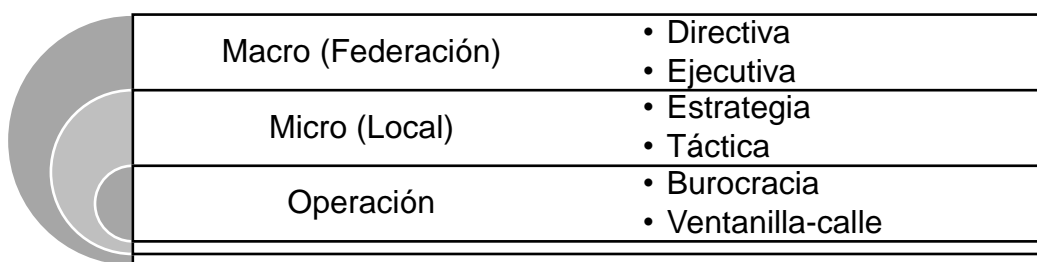 Macro (Federación)
• Directiva
• Ejecutiva
Micro (Local)
• Estrategia
• Táctica
Operación
• Burocracia
• Ventanilla-calle